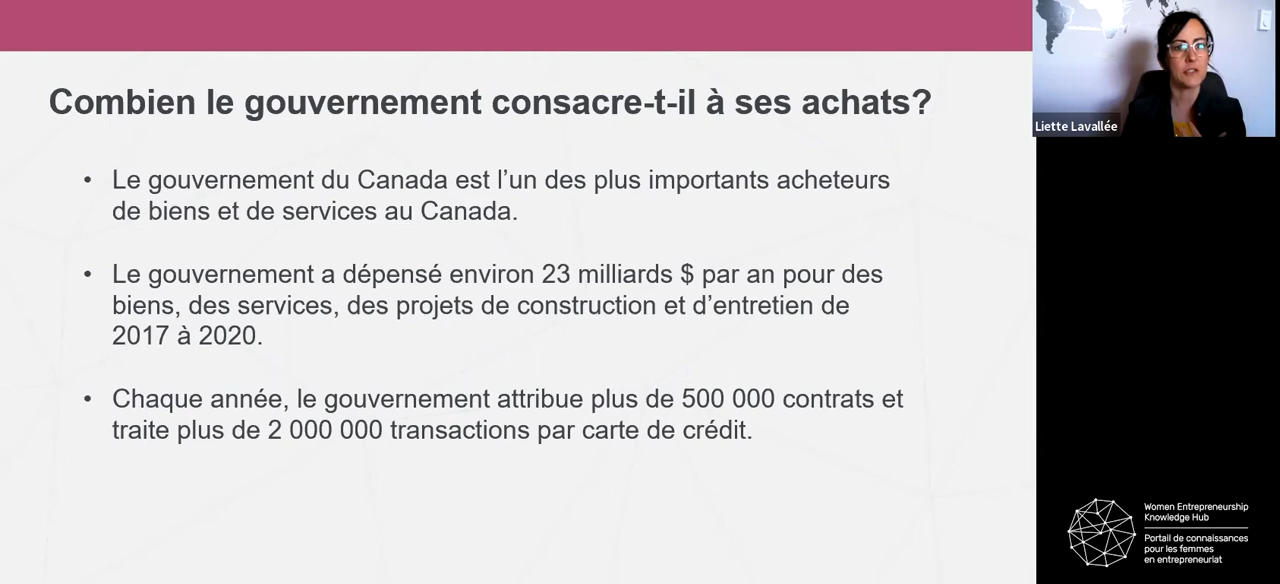 Combien le gouvernement consacre-t-il à ses achats?
• Le gouvernement du Canada est l’un des plus importants acheteurs
de biens et de services au Canada.
• Le gouvernement a dépensé environ 23 milliards $ par an pour des
biens, des services, des projets de construction et d’entretien de
2017 à 2020.
• Chaque année, le gouvernement attribue plus de 500 000 contrats et
traite plus de 2 000 000 transactions par carte de crédit.
Liette Lavallée
Women Entrepreneurship
Knowledge Hub
Portail de connaissances
pour les femmes
en entrepreneuriat